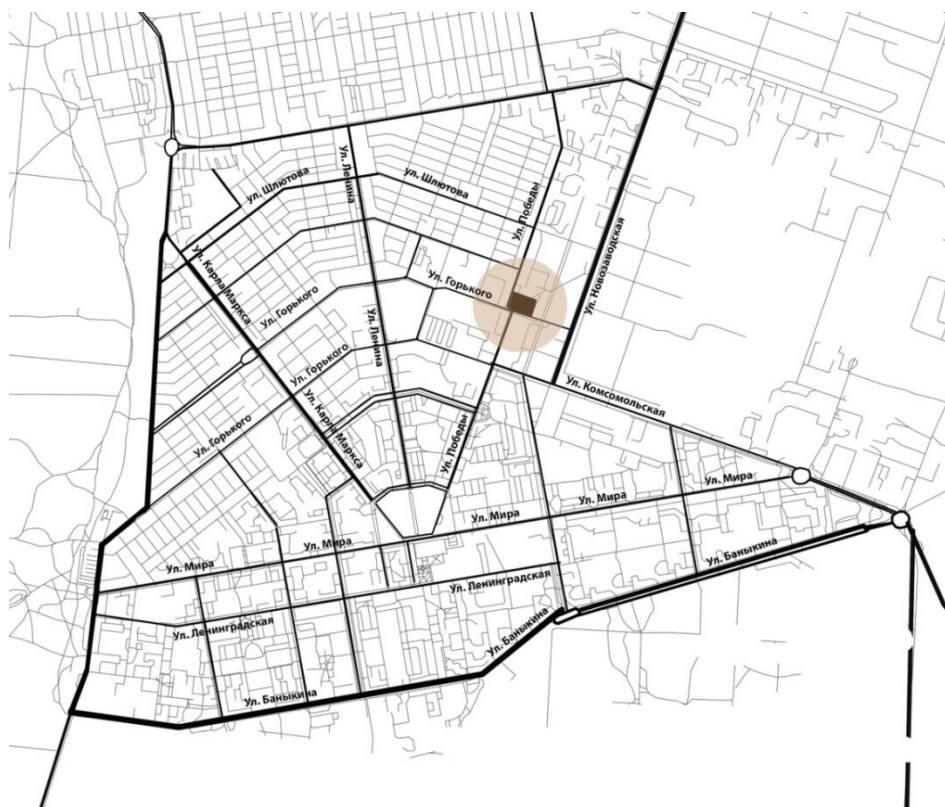 Ул. Ленина
ул. Шлютова
ул. Шлютова
Ул. Победы
Ул. Новозаводская
Ул. Карла Маркса
Ул. Горького
Ул. Горького
Ул. Ленина
Ул. Горького
Ул. Комсомольская
Ул. Карла Маркса
Ул. Горького
Ул. Победы
Ул. Мира
Ул. Мира
Ул. Мира
Ул. Мира
Ул. Мира
Ул. Баныкина
Ул. Ленинградская
Ул. Ленинградская
Ул. Баныкина
Ул. Баныкина